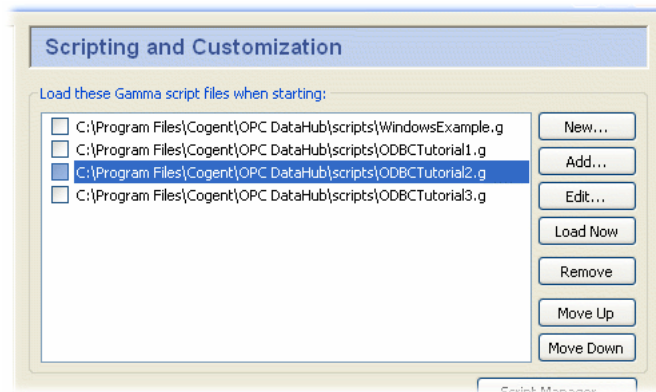 Scripting and Customization
Load these Gamma script files when starting:
C:\Program Files\Cogent\OPC DataHub\scripts\WindowsExample.g
C:\Program Files\Cogent\OPC DataHub\scripts\ODBCTutorial1.g
C:\Program Files\Cogent\OPC DataHub\scripts\ODBCTutorial2.g
C:\Program Files\Cogent\OPC DataHub\scripts\ODBCTutorial3.g
New...
Add...
Edit...
Load Now
Remove
Move Up
Move Down
Script Manager